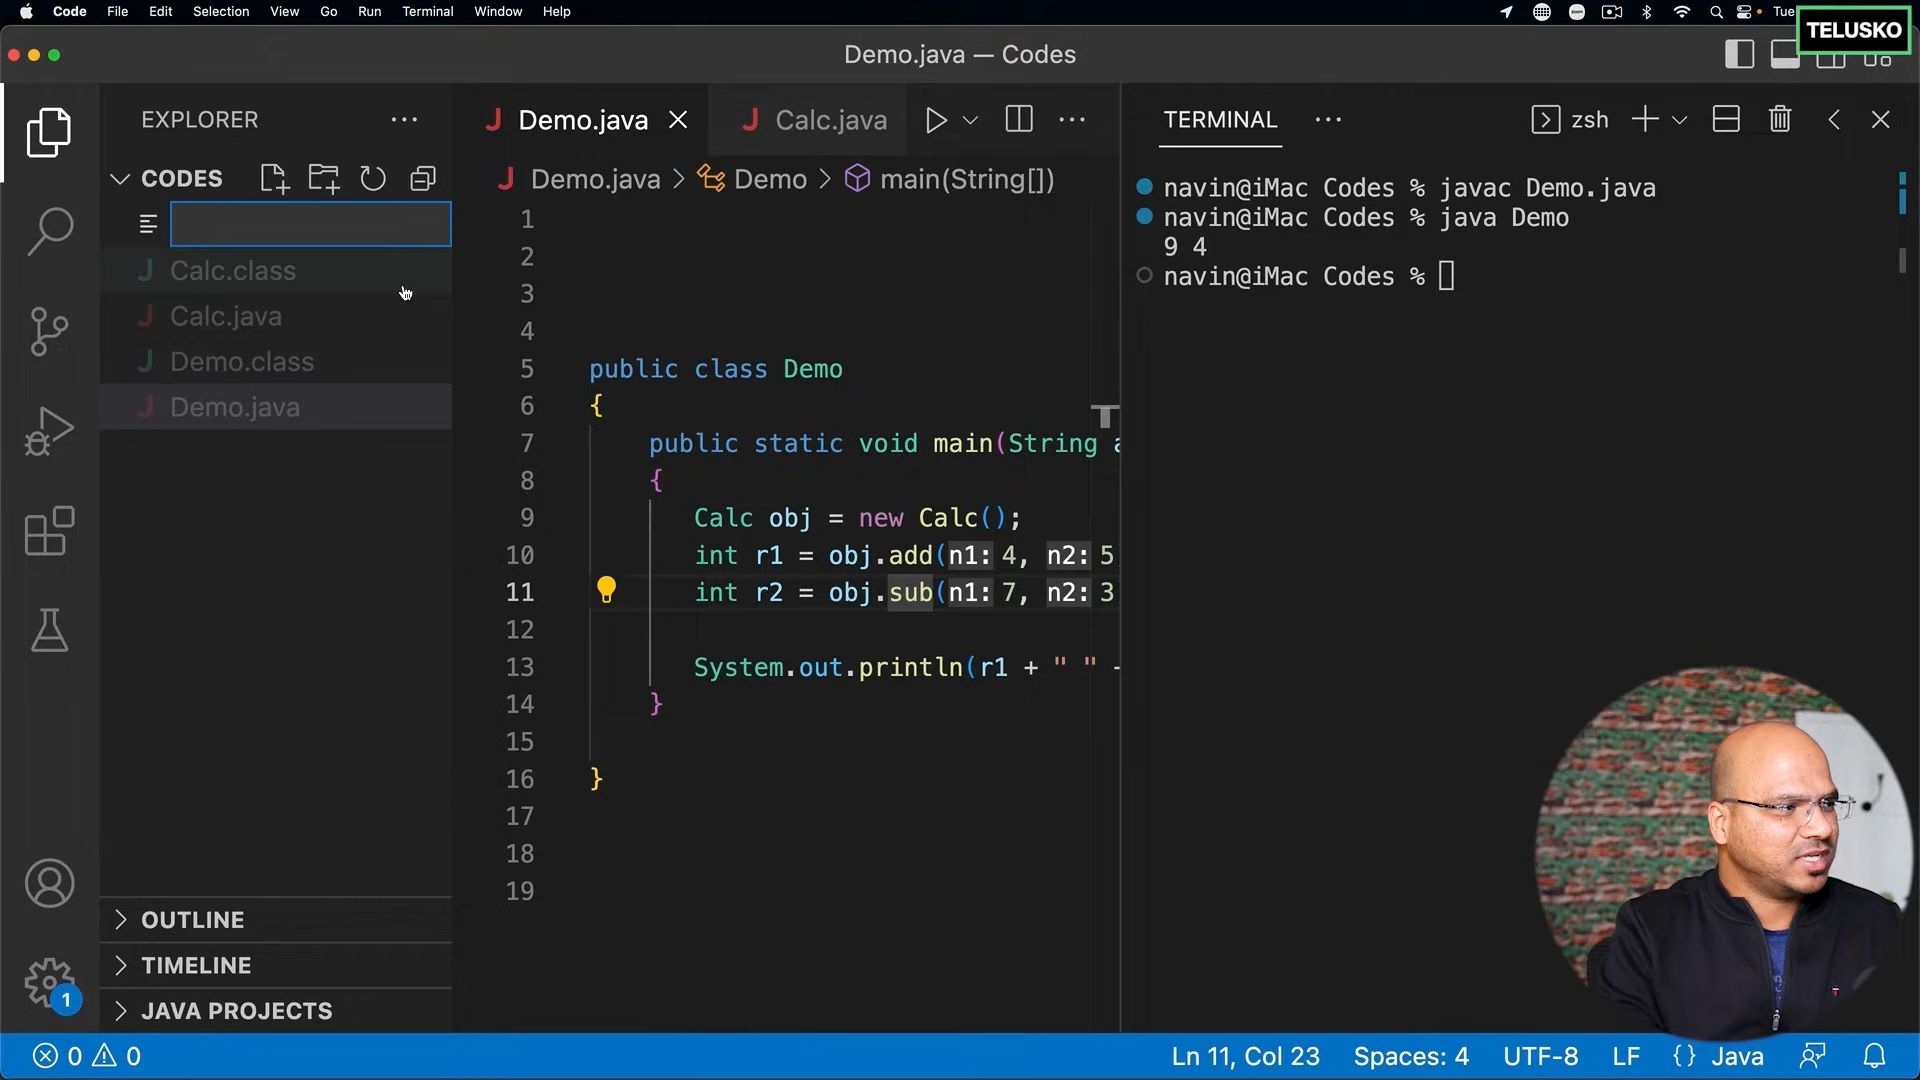 Code File Edit Selection View Go Run Terminal Window Help
Tue
TELUSKO
Demo.java — Codes
EXPLORER
CODES
Calc.class
Calc.java
Demo.class
Demo.java
OUTLINE
TIMELINE
JAVA PROJECTS
1
Demo.java
Calc.java
Demo.java > Demo > main(String[])
1
2
3
4
5 public class Demo
6 {
7 public static void main(String a
8 {
9 Calc obj = new Calc();
10 int r1 = obj.add(n1: 4, n2: 5
11 int r2 = obj.sub(n1: 7, n2: 3
12
13 System.out.println(r1 + " " 
14 }
15
16 }
17
18
19
TERMINAL
zsh
navin@iMac Codes % javac Demo.java
navin@iMac Codes % java Demo
9 4
navin@iMac Codes %
0 0
Ln 11, Col 23 Spaces: 4 UTF-8 LF {} Java